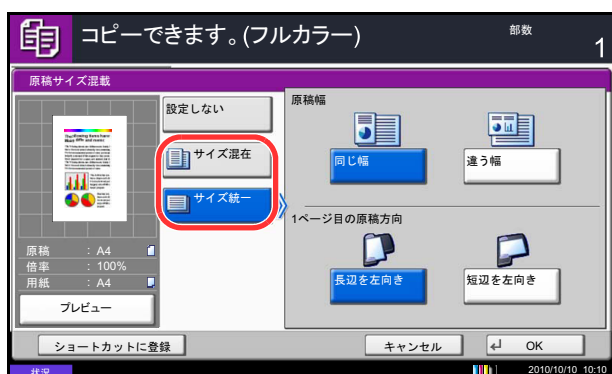 コピーできます。(フルカラー)
部数
1
原稿サイズ混載
設定しない
サイズ混在
サイズ統一
原稿幅
同じ幅
違う幅
1ページ目の原稿方向
長辺を左向き
短辺を左向き
原稿 : A4
倍率 : 100%
用紙 : A4
プレビュー
ショートカットに登録
キャンセル
OK
状況
2010/10/10 10:10